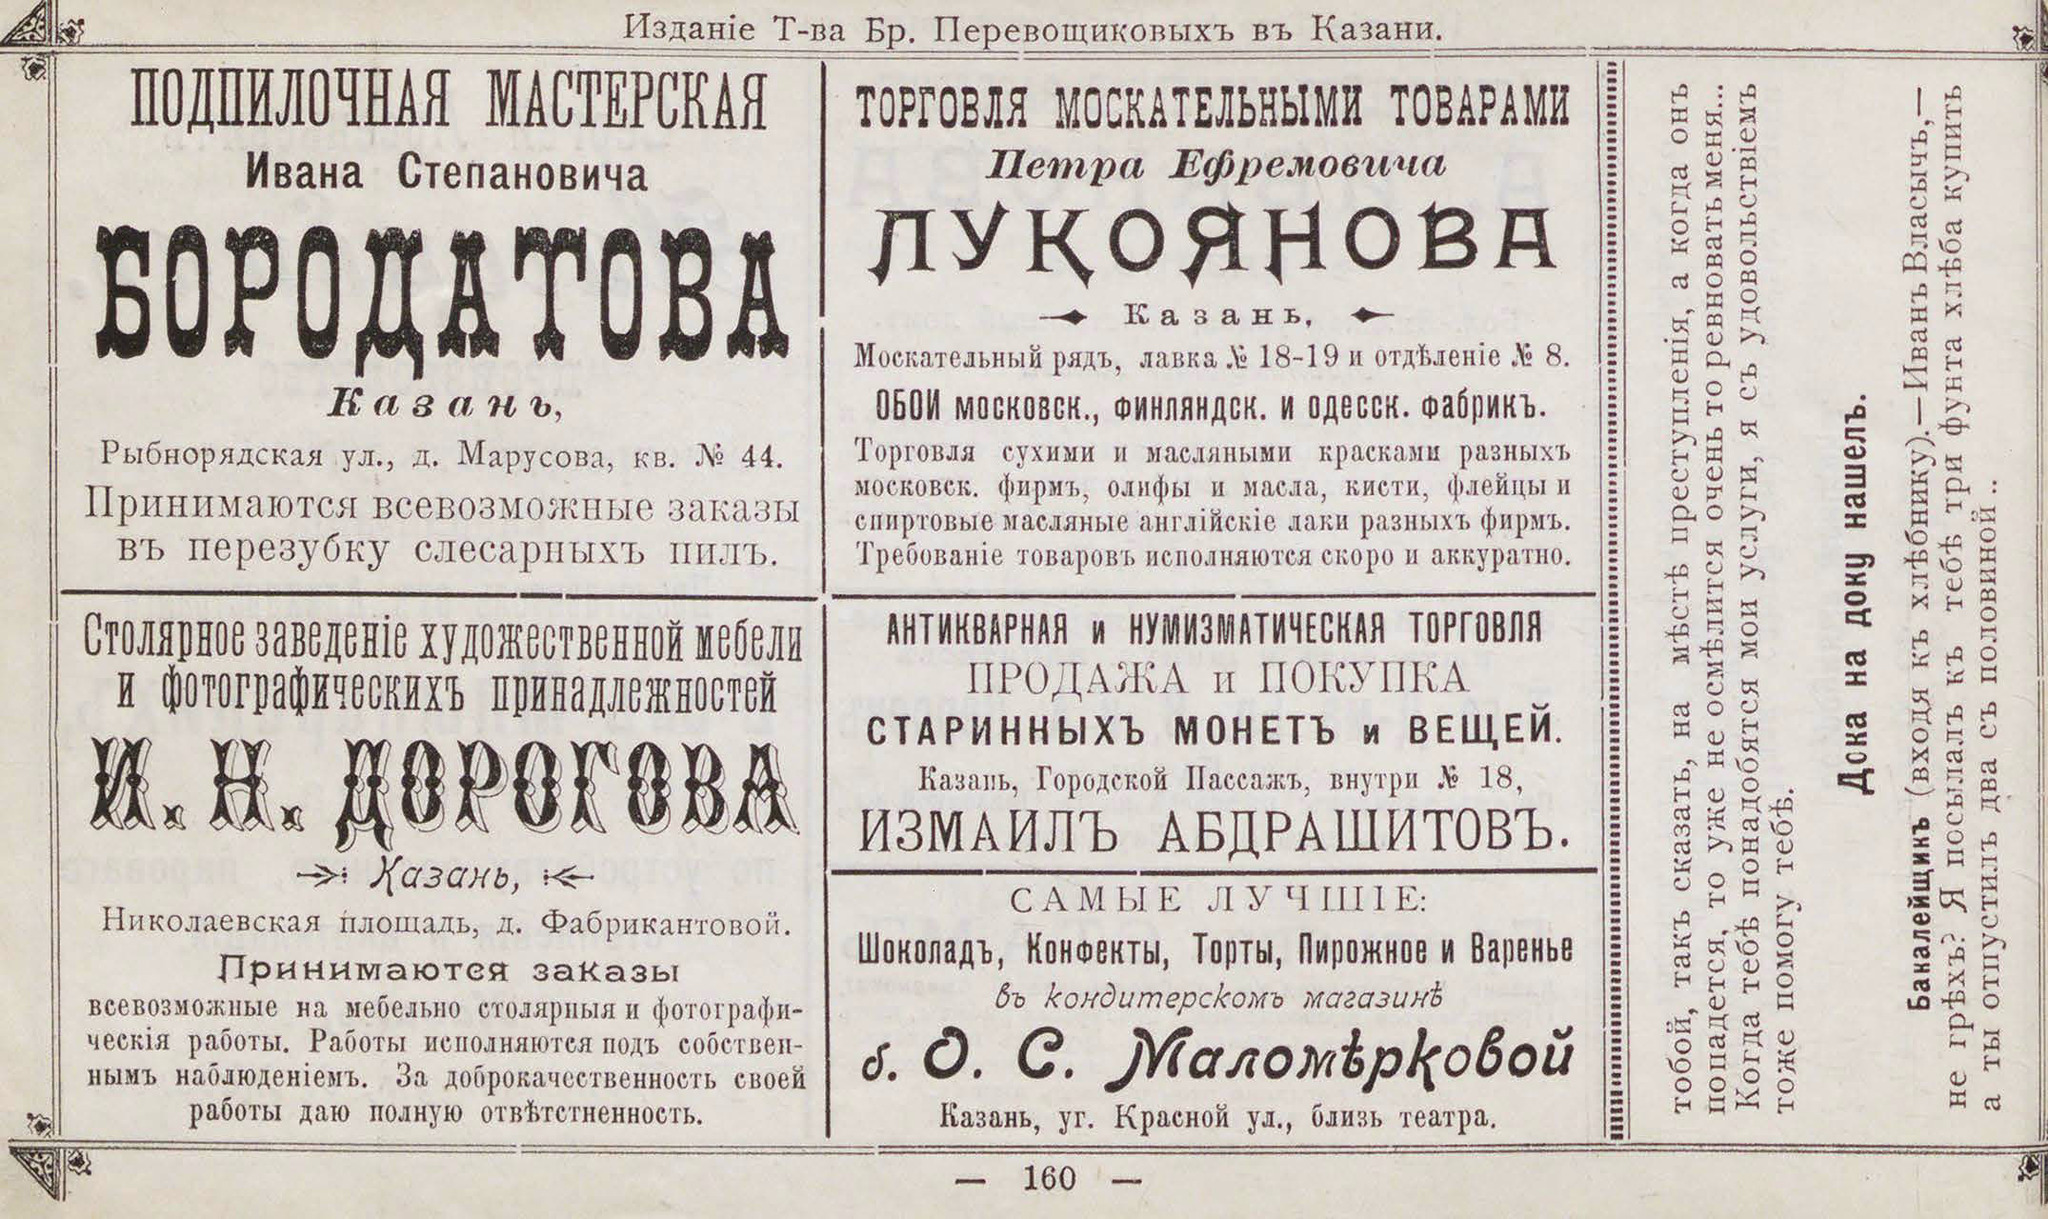 Изданіе Т-ва Бр. Перевощиковыхъ въ Казани.
ПОДПИЛОЧНАЯ МАСТЕРСКАЯ
Ивана Степановича
БОРОДАТОВА
Казань,
Рыбнорядская ул., д. Марусова, кв. № 44.
Принимаются всевозможные заказы
въ перезубку слесарныхъ пилъ.
Столярное заведеніе художественной мебели
и фотографическихъ принадлежностей
И. Н. ДОРОГОВА
Казань,
Николаевская площадь, д. Фабрикантовой.
Принимаются заказы
всевозможные на мебельно столярныя и фотографи-
ческія работы. Работы исполняются подъ собствен-
нымъ наблюденіемъ. За доброкачественность своей
работы даю полную отвѣтстненность.
ТОРГОВЛЯ МОСКАТЕЛЬНЫМИ ТОВАРАМИ
Петра Ефремовича
ЛУКОЯНОВА
Казань,
Москательный рядъ, лавка № 18-19 и отдѣленіе № 8.
ОБОИ московск., финляндск. и одесск. фабрикъ.
Торговля сухими и масляными красками разныхъ
московск. фирмъ, олифы и масла, кисти, флейцы и
спиртовые масляные англійскіе лаки разныхъ фирмъ.
Требованіе товаровъ исполняются скоро и аккуратно.
АНТИКВАРНАЯ и НУМИЗМАТИЧЕСКАЯ ТОРГОВЛЯ
ПРОДАЖА и ПОКУПКА
СТАРИННЫХЪ МОНЕТЪ и ВЕЩЕЙ.
Казань, Городской Пассажъ, внутри № 18,
ИЗМАИЛЪ АБДРАШИТОВЪ.
САМЫЕ ЛУЧШІЕ:
Шоколадъ, Конфекты, Торты, Пирожное и Варенье
въ кондитерскомъ магазинѣ
б. О. С. Маломѣрковой
Казань, уг. Красной ул., близь театра.
тобой, такъ сказать, на мѣстѣ преступленія, а когда онъ
попадется, то уже не осмѣлится очень то ревновать меня...
Когда тебѣ понадобятся мои услуги, я съ удовольствіемъ
тоже помогу тебѣ.
Доска на доку нашелъ.
Бакалейщикъ (входя къ хлѣбнику).—Иванъ Власычъ,—
не грѣхъ? Я посылалъ къ тебѣ три фунта хлѣба купить
а ты отпустилъ два съ половиной..
— 160 —